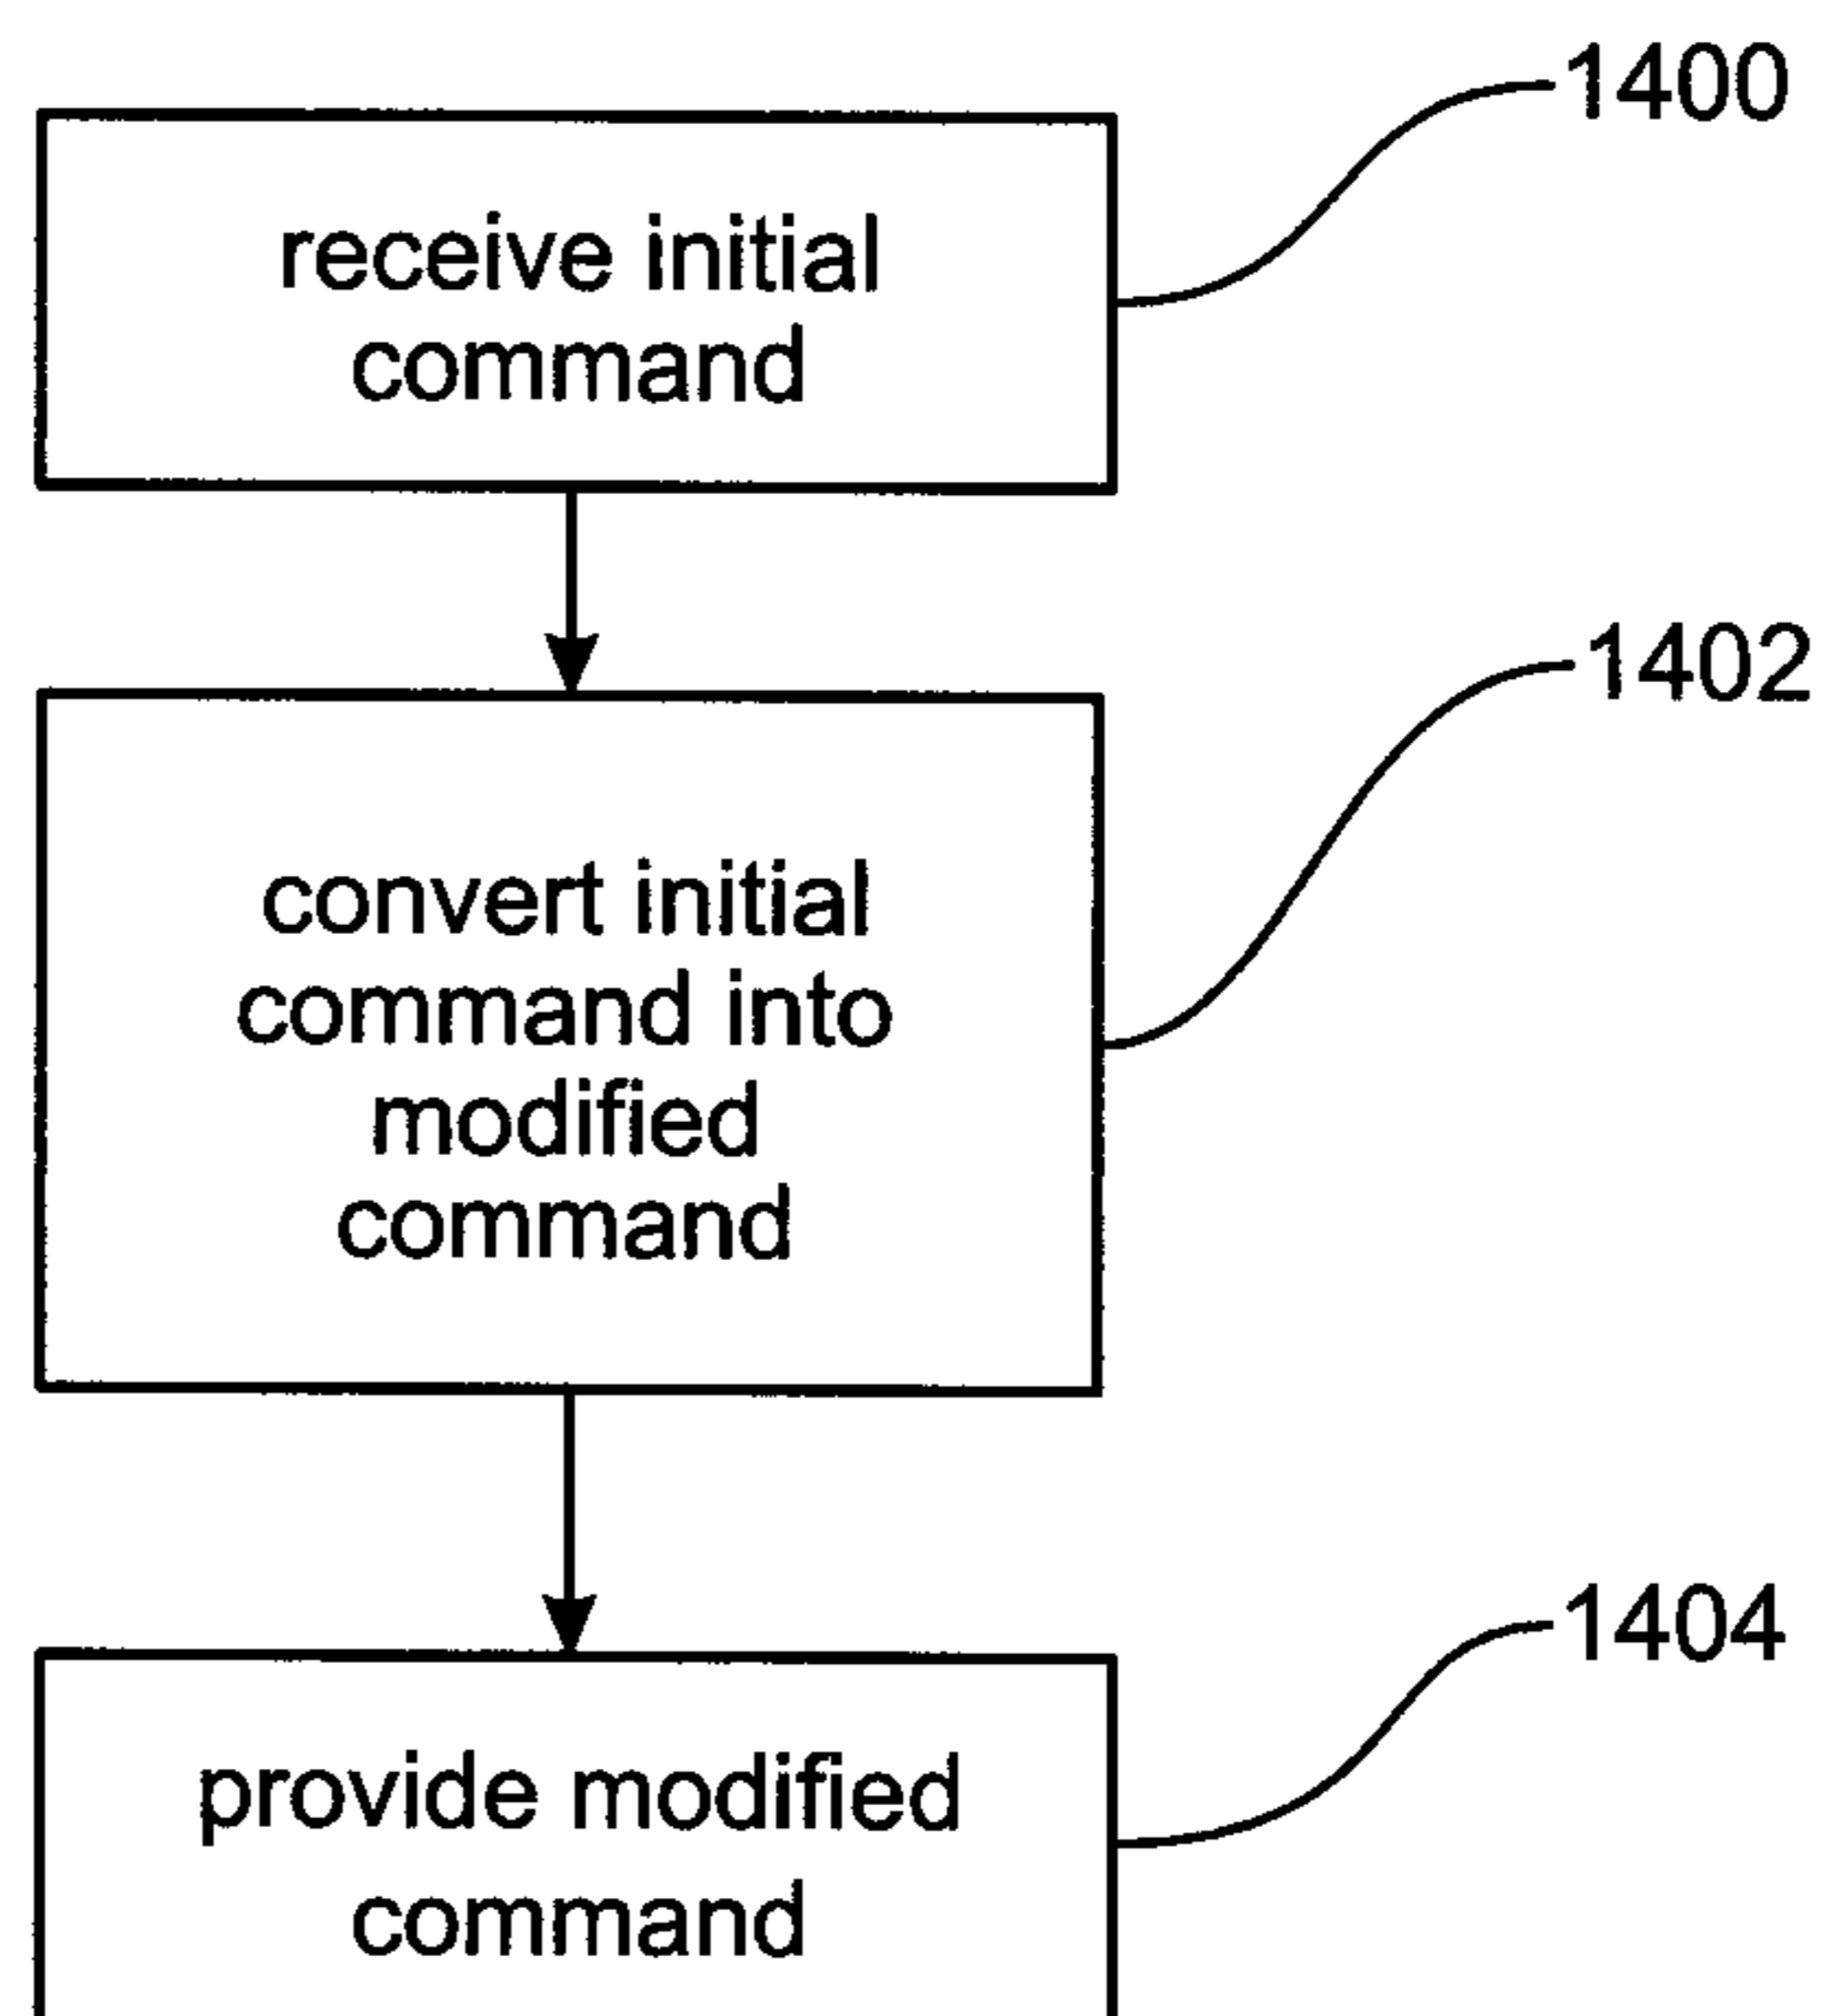 1400
receive initial
command
1402
convert initial
command into
modified
command
1404
provide modified
command